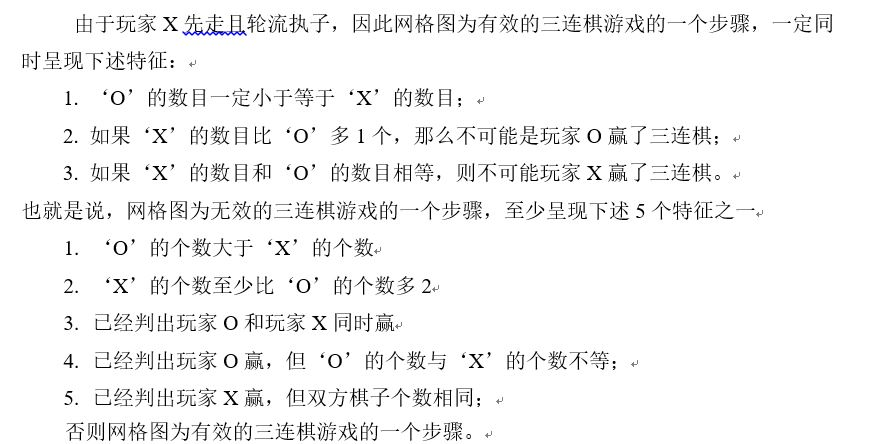 由于玩家 X 先走且轮流执子，因此网格图为有效的三连棋游戏的一个步骤，一定同
时呈现下述特征：
1. ‘O’的数目一定小于等于‘X’的数目；
2. 如果‘X’的数目比‘O’多 1 个，那么不可能是玩家 O 赢了三连棋；
3. 如果‘X’的数目和‘O’的数目相等，则不可能玩家 X 赢了三连棋。
也就是说，网格图为无效的三连棋游戏的一个步骤，至少呈现下述 5 个特征之一
1. ‘O’的个数大于‘X’的个数
2. ‘X’的个数至少比‘O’的个数多 2
3. 已经判出玩家 O 和玩家 X 同时赢
4. 已经判出玩家 O 赢，但‘O’的个数与‘X’的个数不等；
5. 已经判出玩家 X 赢，但双方棋子个数相同；
否则网格图为有效的三连棋游戏的一个步骤。